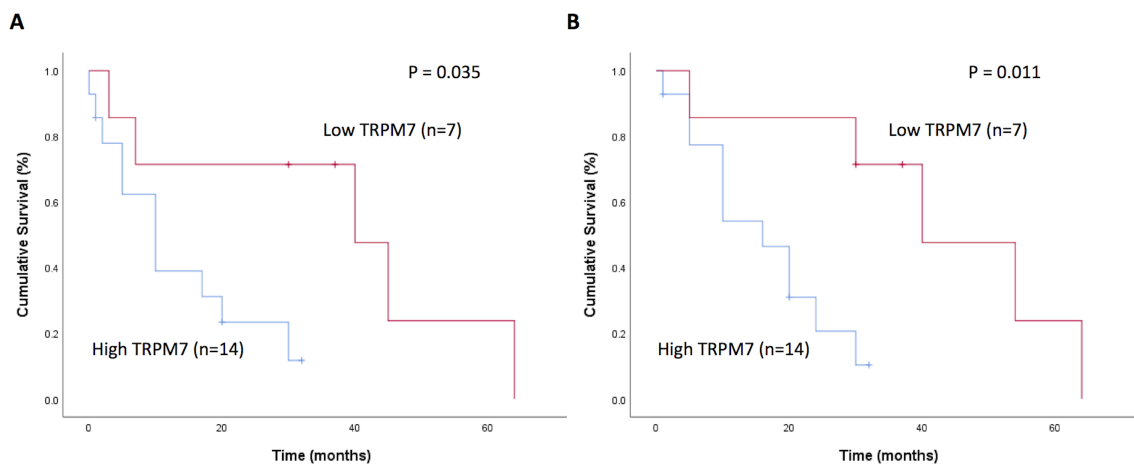 A
P = 0.035
Low TRPM7 (n=7)
High TRPM7 (n=14)
Cumulative Survival (%)
1.0
0.8
0.6
0.4
0.2
0.0
0
20
40
60
Time (months)
B
P = 0.011
Low TRPM7 (n=7)
High TRPM7 (n=14)
Cumulative Survival (%)
1.0
0.8
0.6
0.4
0.2
0.0
0
20
40
60
Time (months)